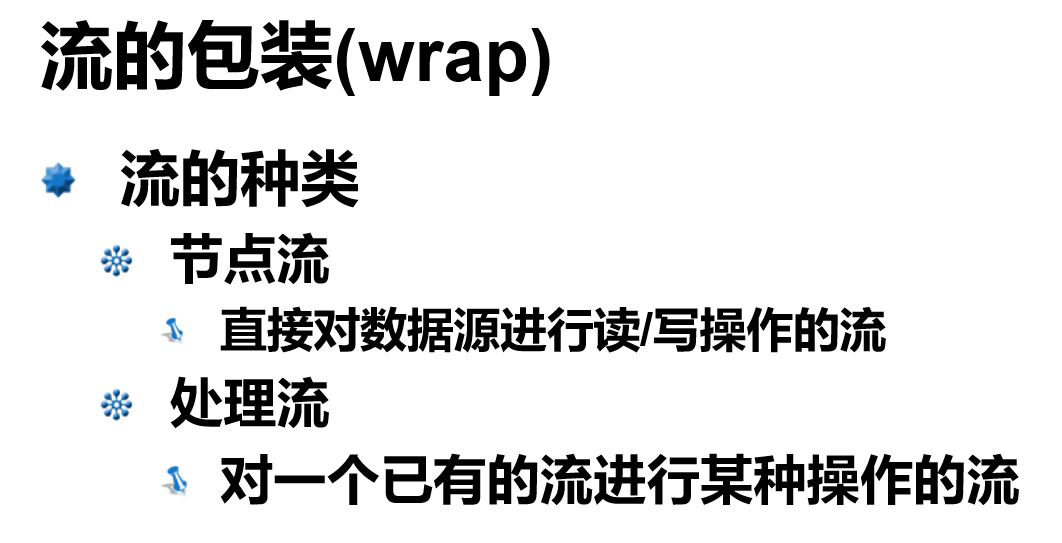 流的包装(wrap)
流的种类
节点流
直接对数据源进行读/写操作的流
处理流
对一个已有的流进行某种操作的流